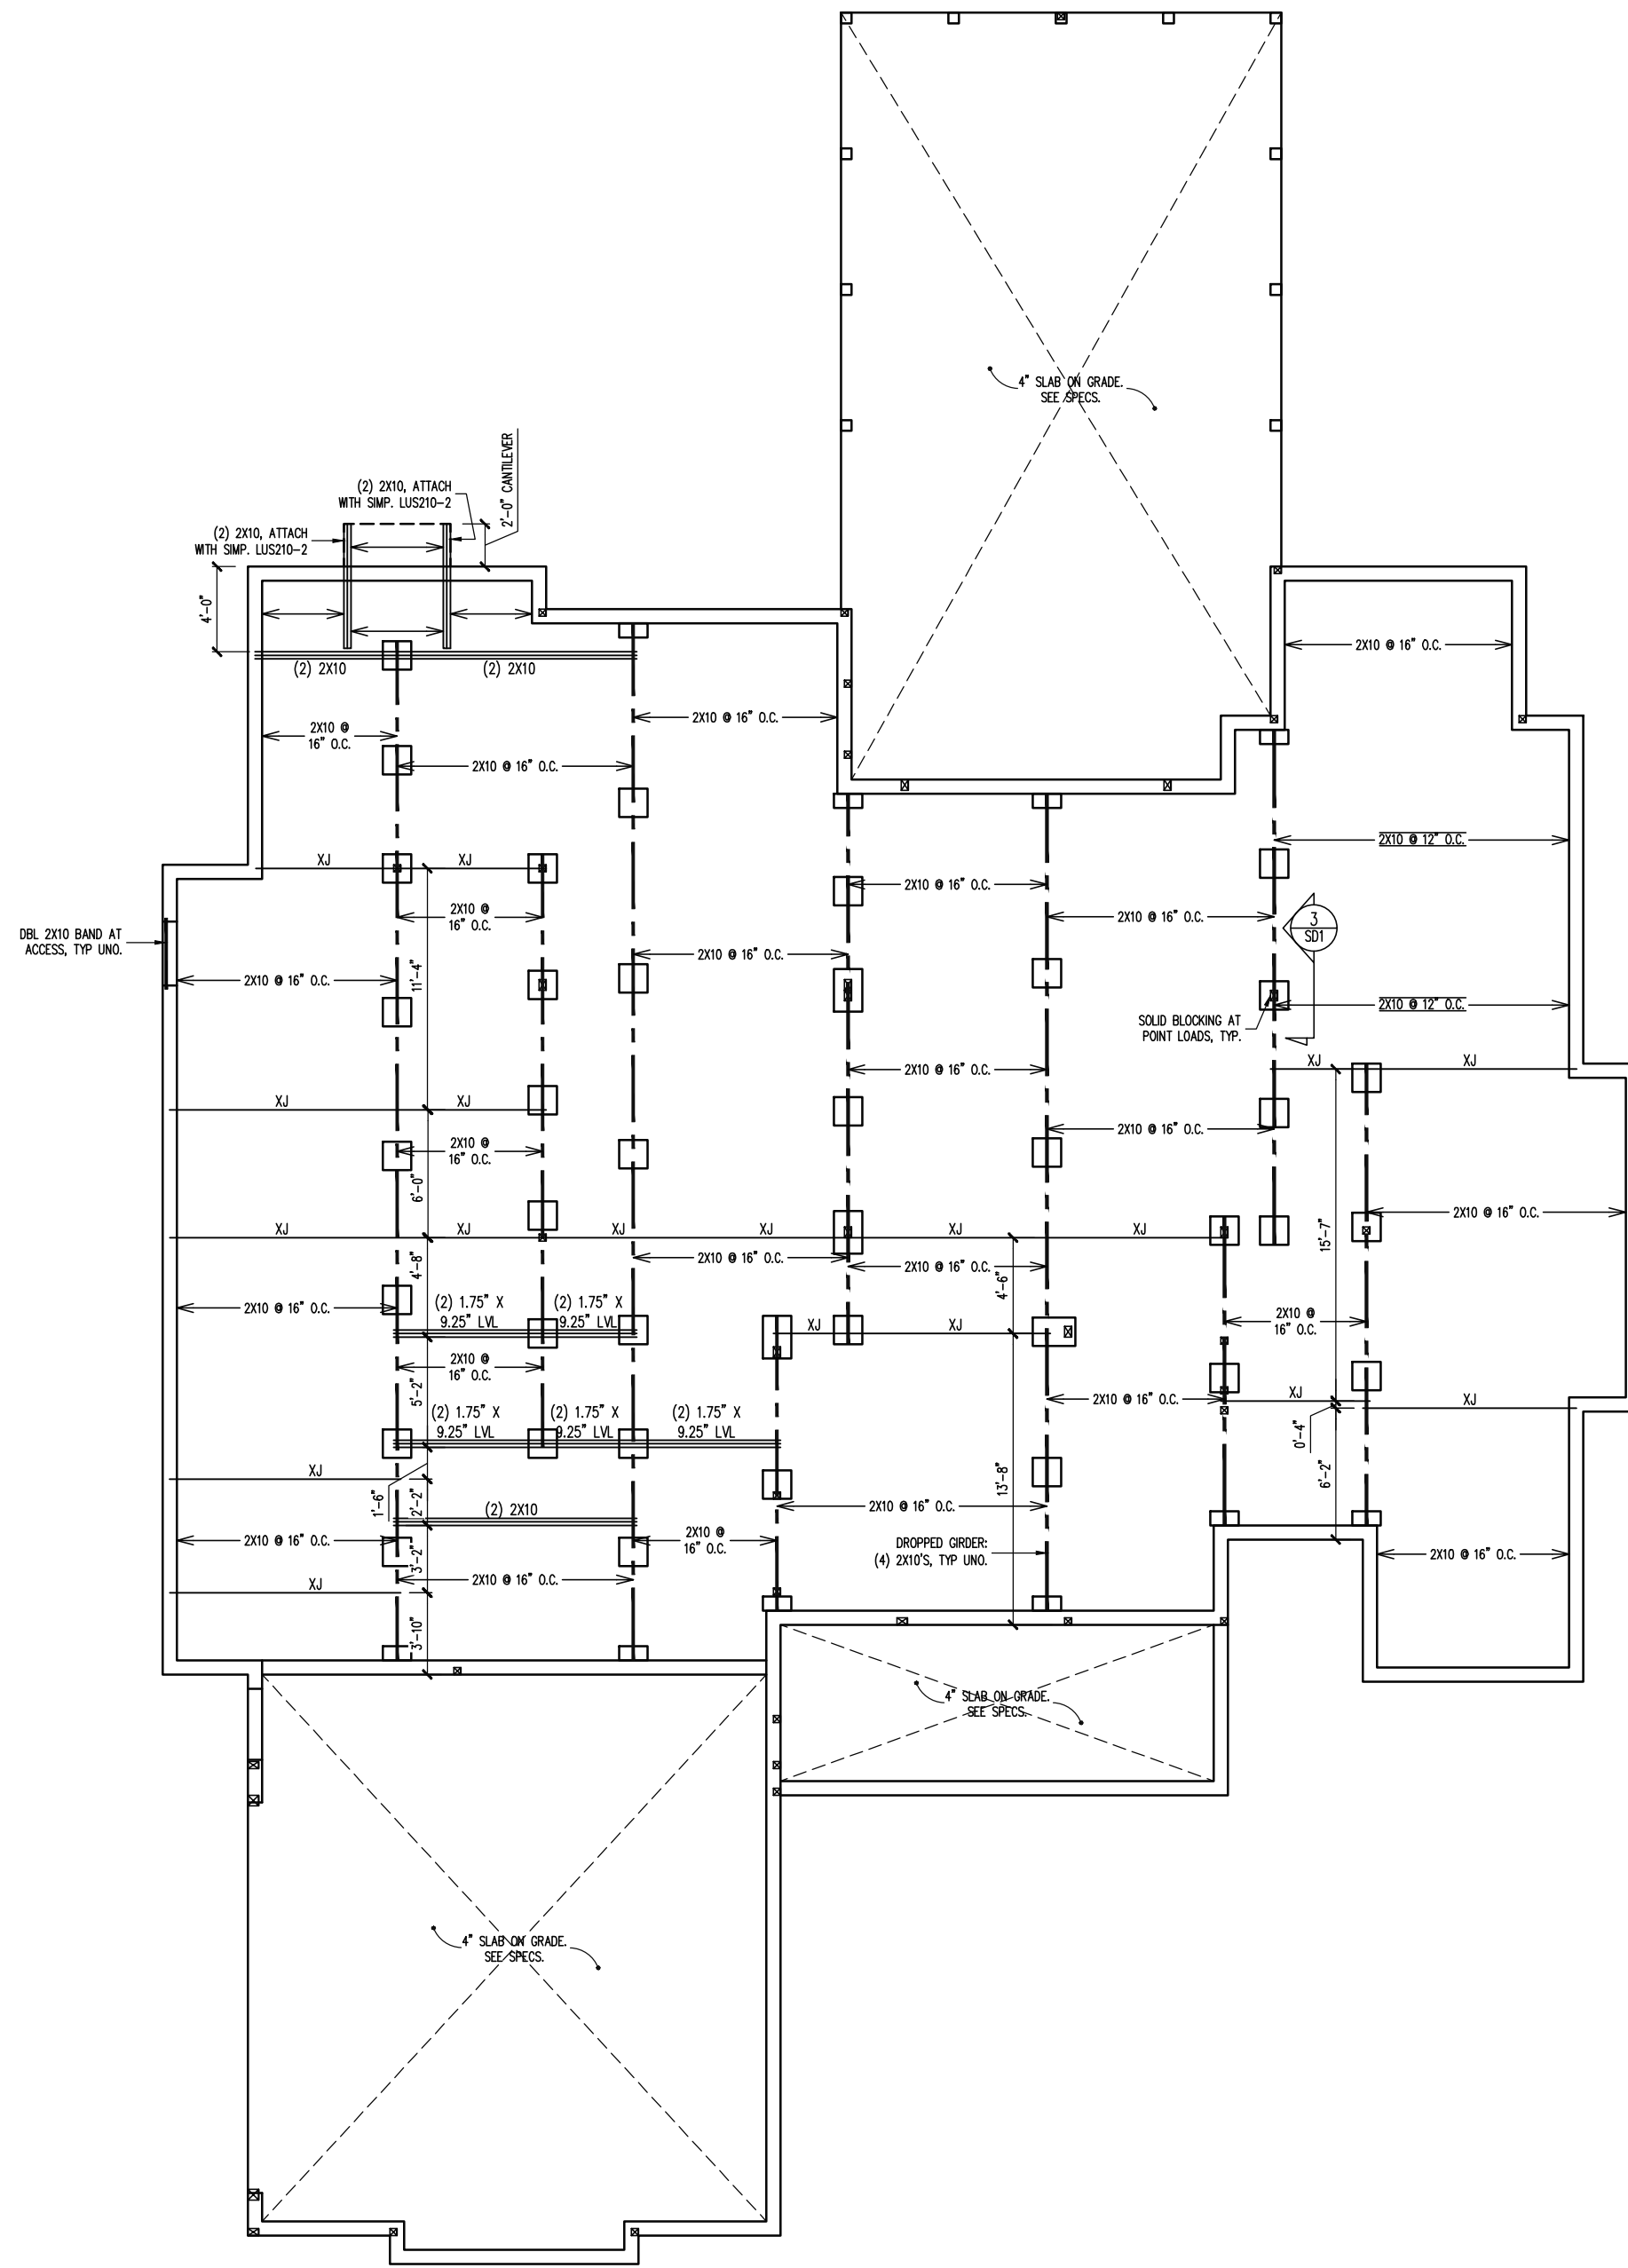 4" SLAB ON GRADE.
SEE SPECS.
2'-0" CANTILEVER
(2) 2X10, ATTACH
WITH SIMP. LUS210-2
(2) 2X10, ATTACH
WITH SIMP. LUS210-2
4'-0"
(2) 2X10
(2) 2X10
2X10 @ 16" O.C.
2X10 @ 16" O.C.
2X10 @
16" O.C.
2X10 @ 16" O.C.
2X10 @ 12" O.C.
XJ
XJ
2X10 @ 16" O.C.
2X10 @
16" O.C.
2X10 @ 16" O.C.
3
SD1
DBL 2X10 BAND AT
ACCESS, TYP UNO.
2X10 @ 16" O.C.
11'-4"
2X10 @ 16" O.C.
2X10 @ 12" O.C.
SOLID BLOCKING AT
POINT LOADS, TYP.
XJ
XJ
2X10 @ 16" O.C.
XJ
XJ
2X10 @ 16" O.C.
2X10 @
16" O.C.
6'-0"
2X10 @ 16" O.C.
15'-7"
XJ
XJ
XJ
XJ
XJ
XJ
4'-8"
2X10 @ 16" O.C.
2X10 @ 16" O.C.
4'-6"
2X10 @ 16" O.C.
(2) 1.75" X
9.25" LVL
(2) 1.75" X
9.25" LVL
2X10 @
16" O.C.
XJ
XJ
2X10 @
16" O.C.
5'-2"
2X10 @ 16" O.C.
XJ
XJ
(2) 1.75" X
9.25" LVL
(2) 1.75" X
9.25" LVL
(2) 1.75" X
9.25" LVL
0'-4"
6'-2"
XJ
1'-6"
2'-2"
13'-8"
(2) 2X10
2X10 @ 16" O.C.
2X10 @ 16" O.C.
3'-2"
2X10 @
16" O.C.
DROPPED GIRDER:
(4) 2X10'S, TYP UNO.
2X10 @ 16" O.C.
XJ
2X10 @ 16" O.C.
3'-10"
4" SLAB ON GRADE.
SEE SPECS.
4" SLAB ON GRADE.
SEE SPECS.